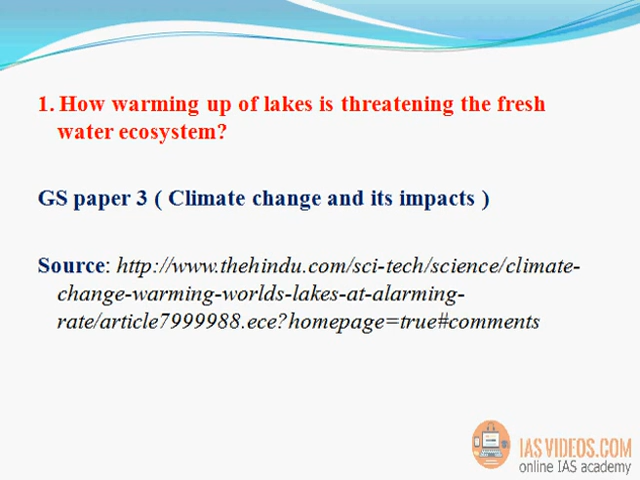 1. How warming up of lakes is threatening the fresh
water ecosystem?
GS paper 3 ( Climate change and its impacts )
Source: http://www.thehindu.com/sci-tech/science/climate-
change-warming-worlds-lakes-at-alarming-
rate/article7999988.ece?homepage=true#comments
IAS VIDEOS.COM
online IAS academy